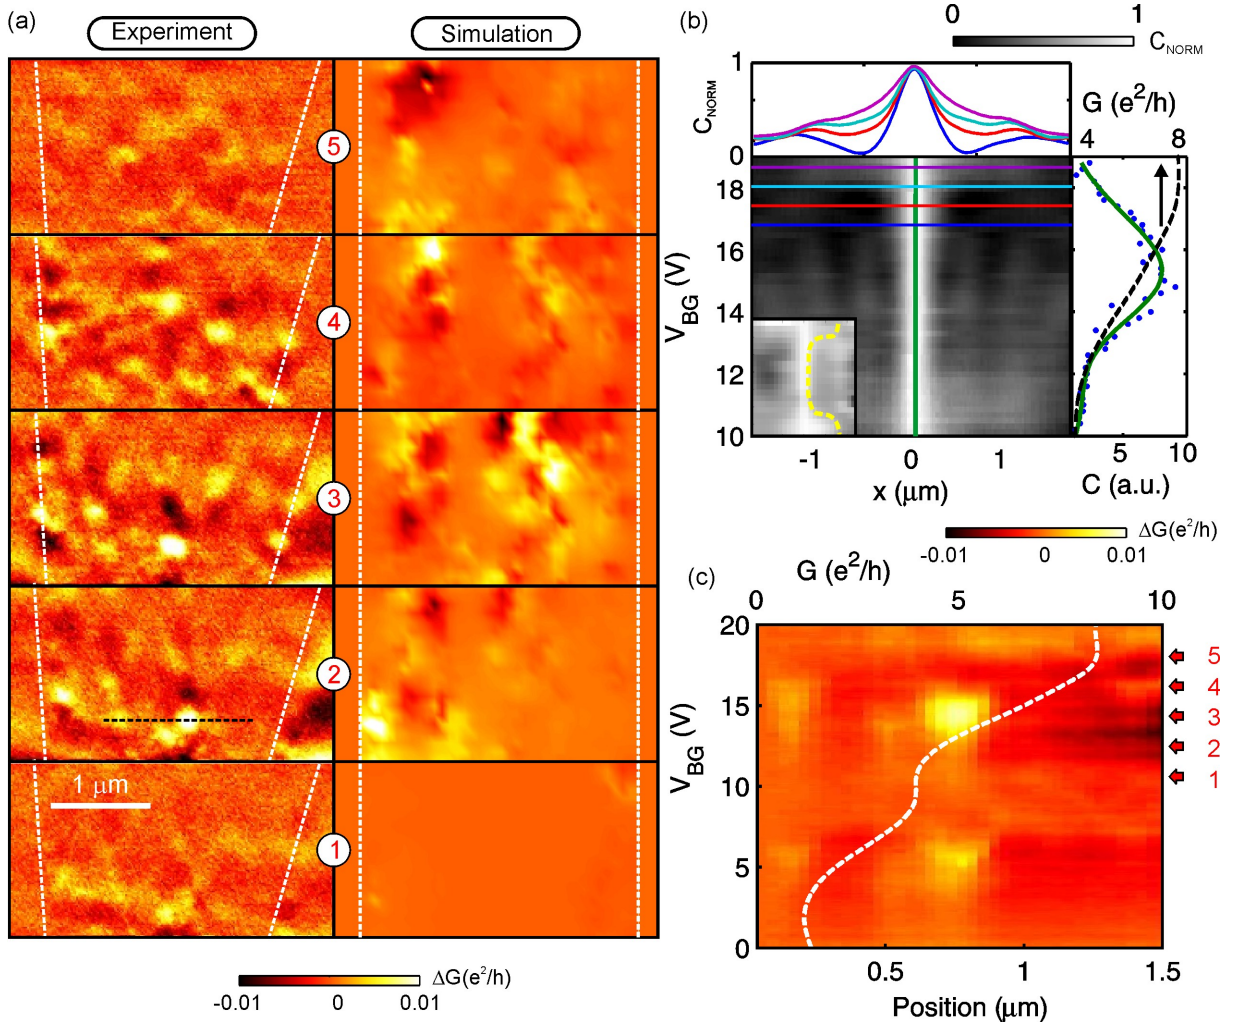 (a)
Experiment
Simulation
5
4
3
2
1
1 μm
ΔG(e²/h)
-0.01 0 0.01
(b)
0 1
C_NORM
1
C_NORM
0
G (e²/h)
4 8
18
16
14
12
10
V_BG (V)
-1 0 1
x (μm)
5 10
C (a.u.)
ΔG(e²/h)
-0.01 0 0.01
(c)
G (e²/h)
0 5 10
20
15
10
5
0
V_BG (V)
5
4
3
2
1
0.5 1 1.5
Position (μm)